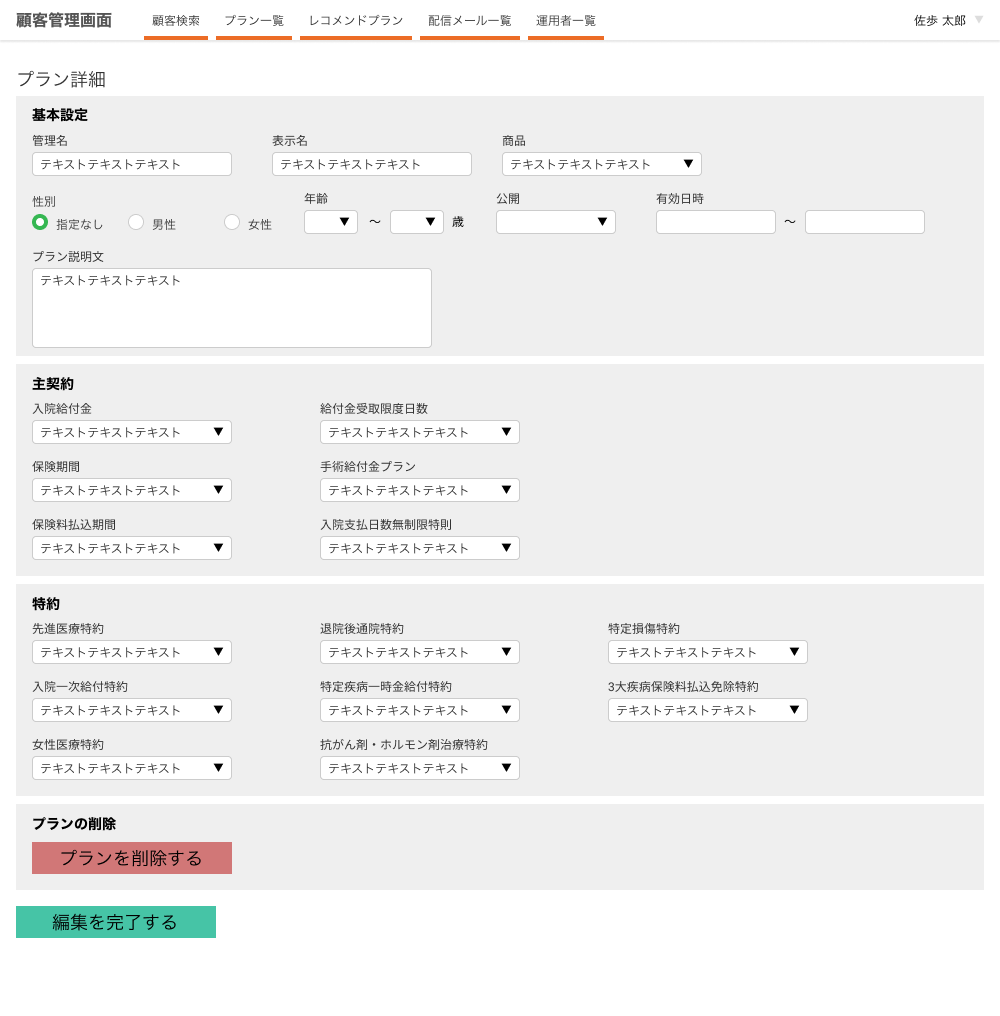 顧客管理画面 顧客検索 プラン一覧 レコメンドプラン 配信メール一覧 運用者一覧 佐歩 太郎 ▼
プラン詳細
基本設定
管理名 表示名 商品
テキストテキストテキスト テキストテキストテキスト テキストテキストテキスト ▼
性別 年齢 公開 有効日時
指定なし 男性 女性 ▼ 〜 ▼ 歳 ▼ 〜
プラン説明文
テキストテキストテキスト
主契約
入院給付金 給付金受取限度日数
テキストテキストテキスト ▼ テキストテキストテキスト ▼
保険期間 手術給付金プラン
テキストテキストテキスト ▼ テキストテキストテキスト ▼
保険料払込期間 入院支払日数無制限特則
テキストテキストテキスト ▼ テキストテキストテキスト ▼
特約
先進医療特約 退院後通院特約 特定損傷特約
テキストテキストテキスト ▼ テキストテキストテキスト ▼ テキストテキストテキスト ▼
入院一次給付特約 特定疾病一時金給付特約 3大疾病保険料払込免除特約
テキストテキストテキスト ▼ テキストテキストテキスト ▼ テキストテキストテキスト ▼
女性医療特約 抗がん剤・ホルモン剤治療特約
テキストテキストテキスト ▼ テキストテキストテキスト ▼
プランの削除
プランを削除する
編集を完了する